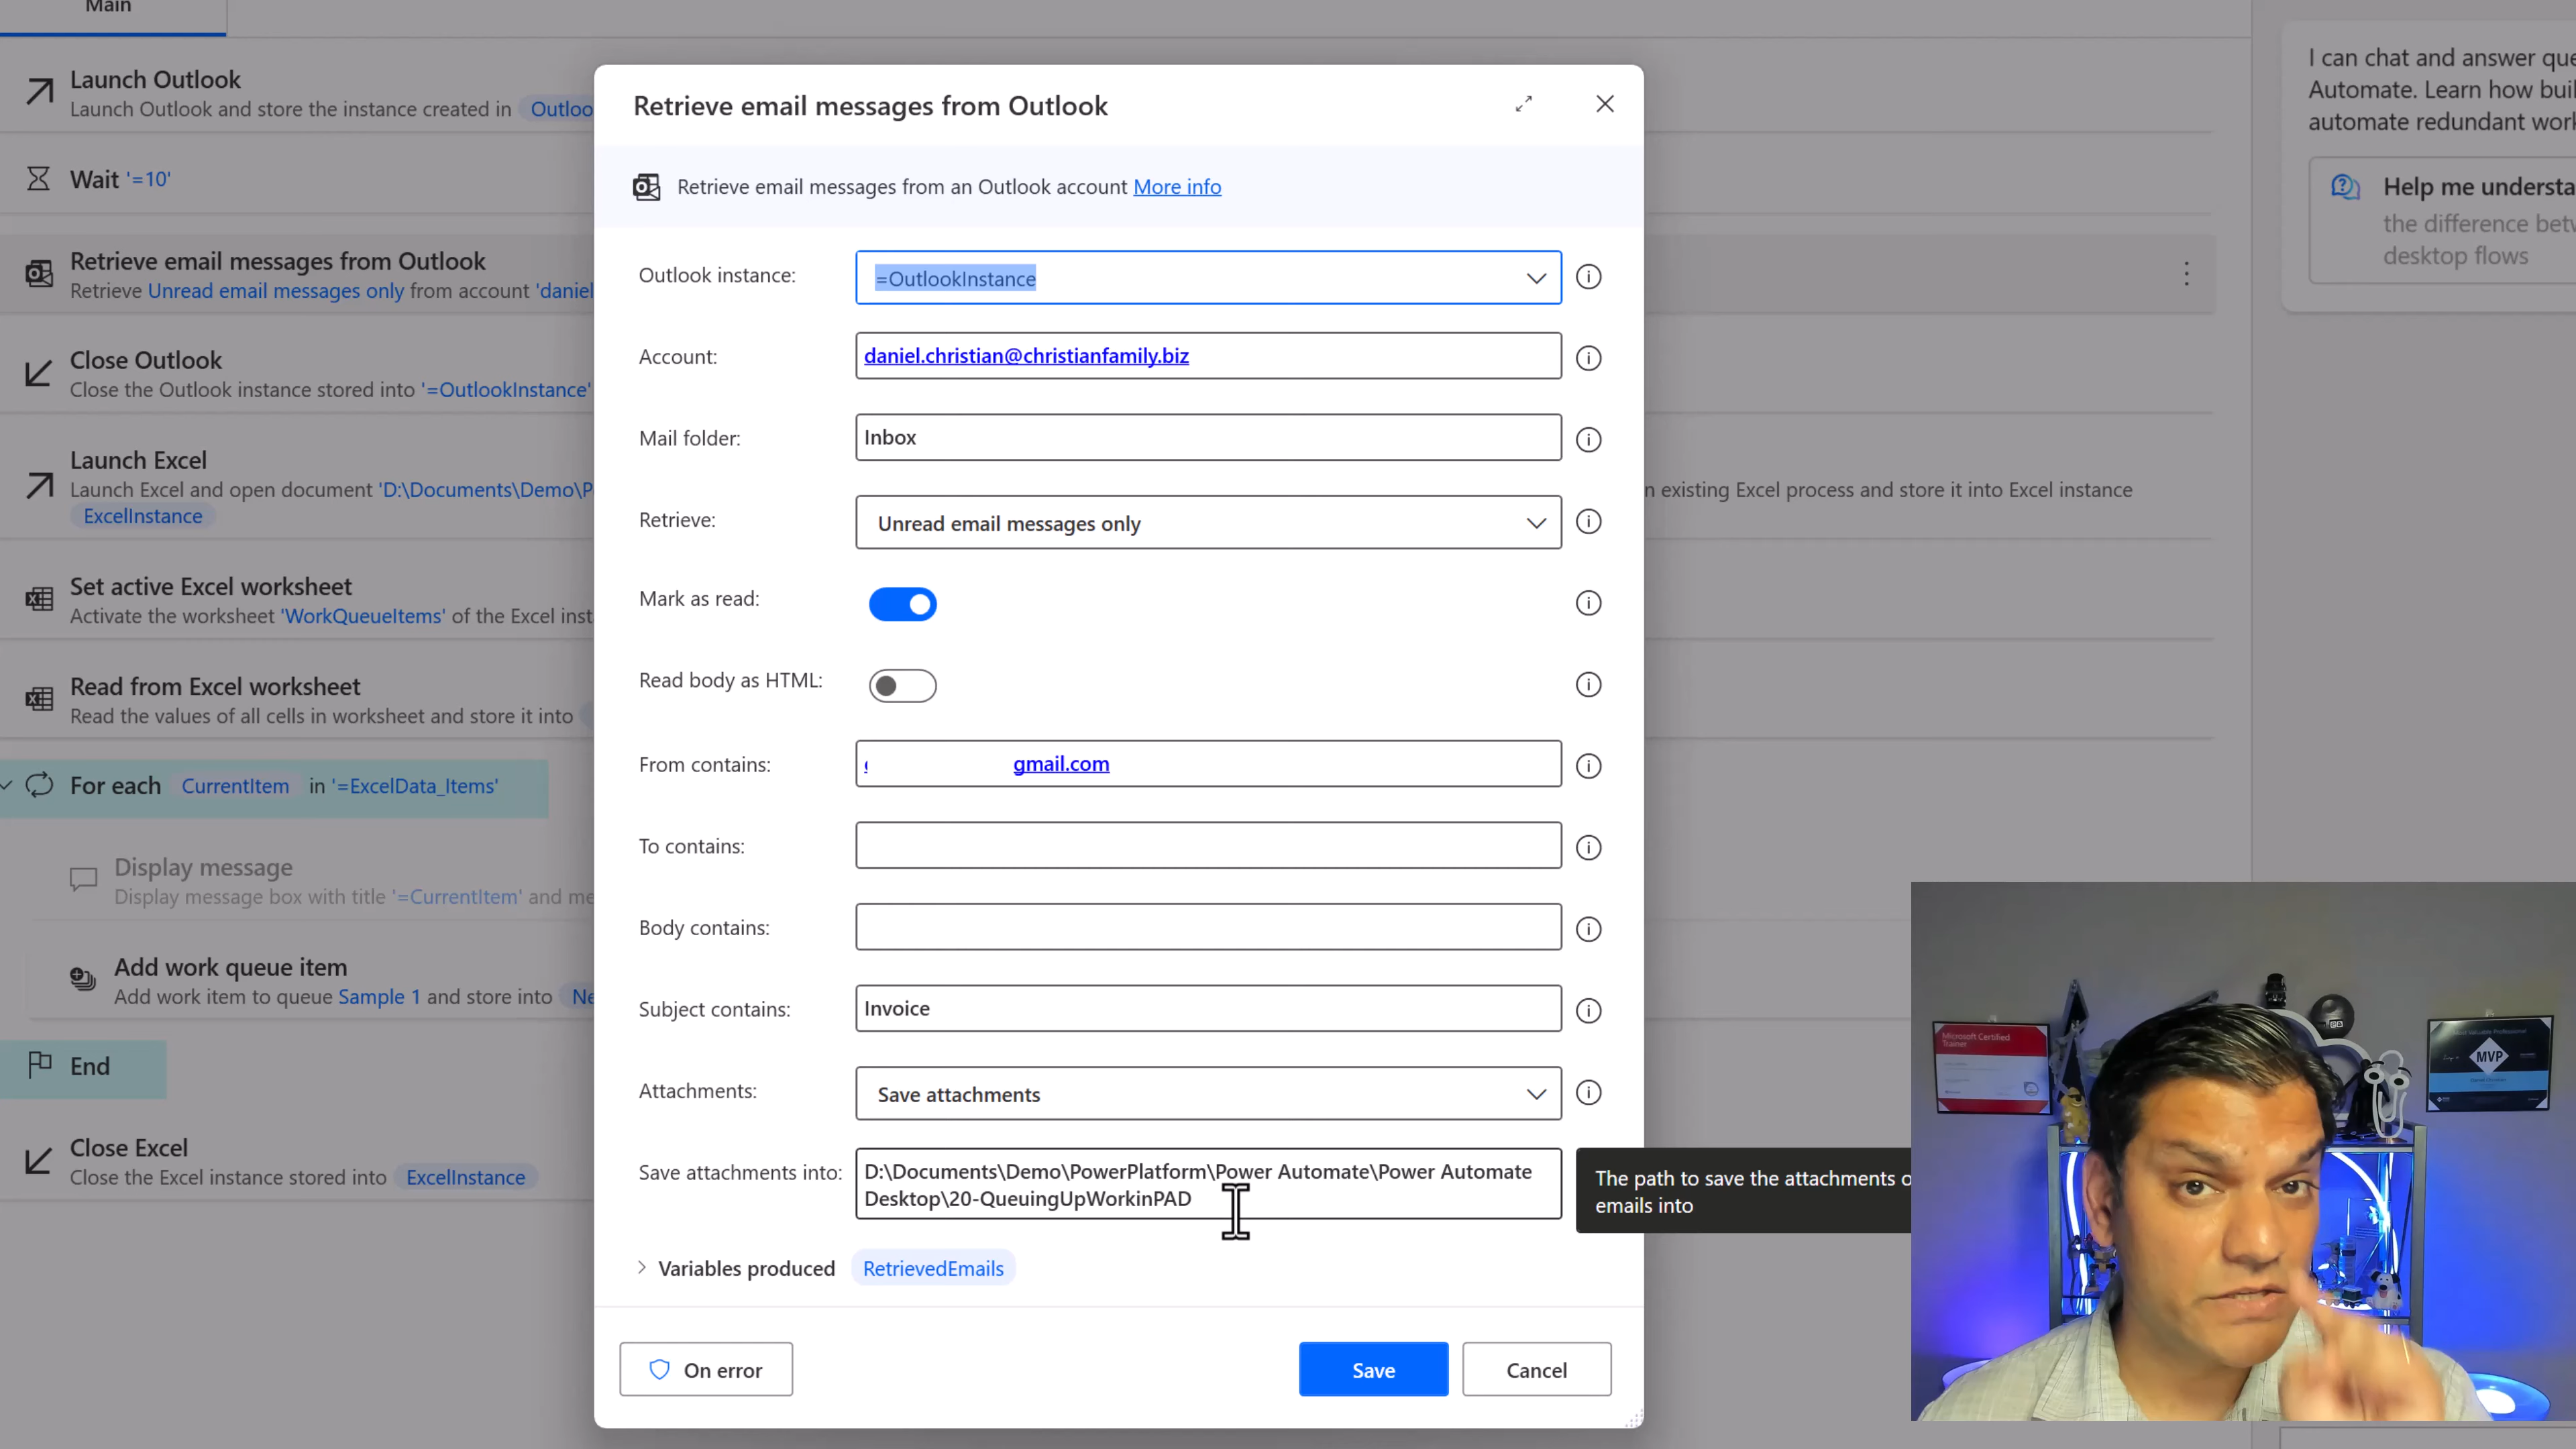 Main
Launch Outlook
Launch Outlook and store the instance created in Outloo
Wait '=10'
Retrieve email messages from Outlook
Retrieve Unread email messages only from account 'daniel
Close Outlook
Close the Outlook instance stored into '=OutlookInstance'
Launch Excel
Launch Excel and open document 'D:\Documents\Demo\P
n existing Excel process and store it into Excel instance
ExcelInstance
Set active Excel worksheet
Activate the worksheet 'WorkQueueItems' of the Excel inst
Read from Excel worksheet
Read the values of all cells in worksheet and store it into
For each CurrentItem in '=ExcelData_Items'
Display message
Display message box with title '=CurrentItem' and me
Add work queue item
Add work item to queue Sample 1 and store into Ne
End
Close Excel
Close the Excel instance stored into ExcelInstance
Retrieve email messages from Outlook
Retrieve email messages from an Outlook account More info
Outlook instance: =OutlookInstance
Account: daniel.christian@christianfamily.biz
Mail folder: Inbox
Retrieve: Unread email messages only
Mark as read:
Read body as HTML:
From contains: gmail.com
To contains:
Body contains:
Subject contains: Invoice
Attachments: Save attachments
Save attachments into: D:\Documents\Demo\PowerPlatform\Power Automate\Power Automate
Desktop\20-QueuingUpWorkinPAD
The path to save the attachments o
emails into
Variables produced RetrievedEmails
On error
Save
Cancel
I can chat and answer que
Automate. Learn how buil
automate redundant work
Help me understa
the difference betw
desktop flows
Microsoft Certified
Trainer
MVP